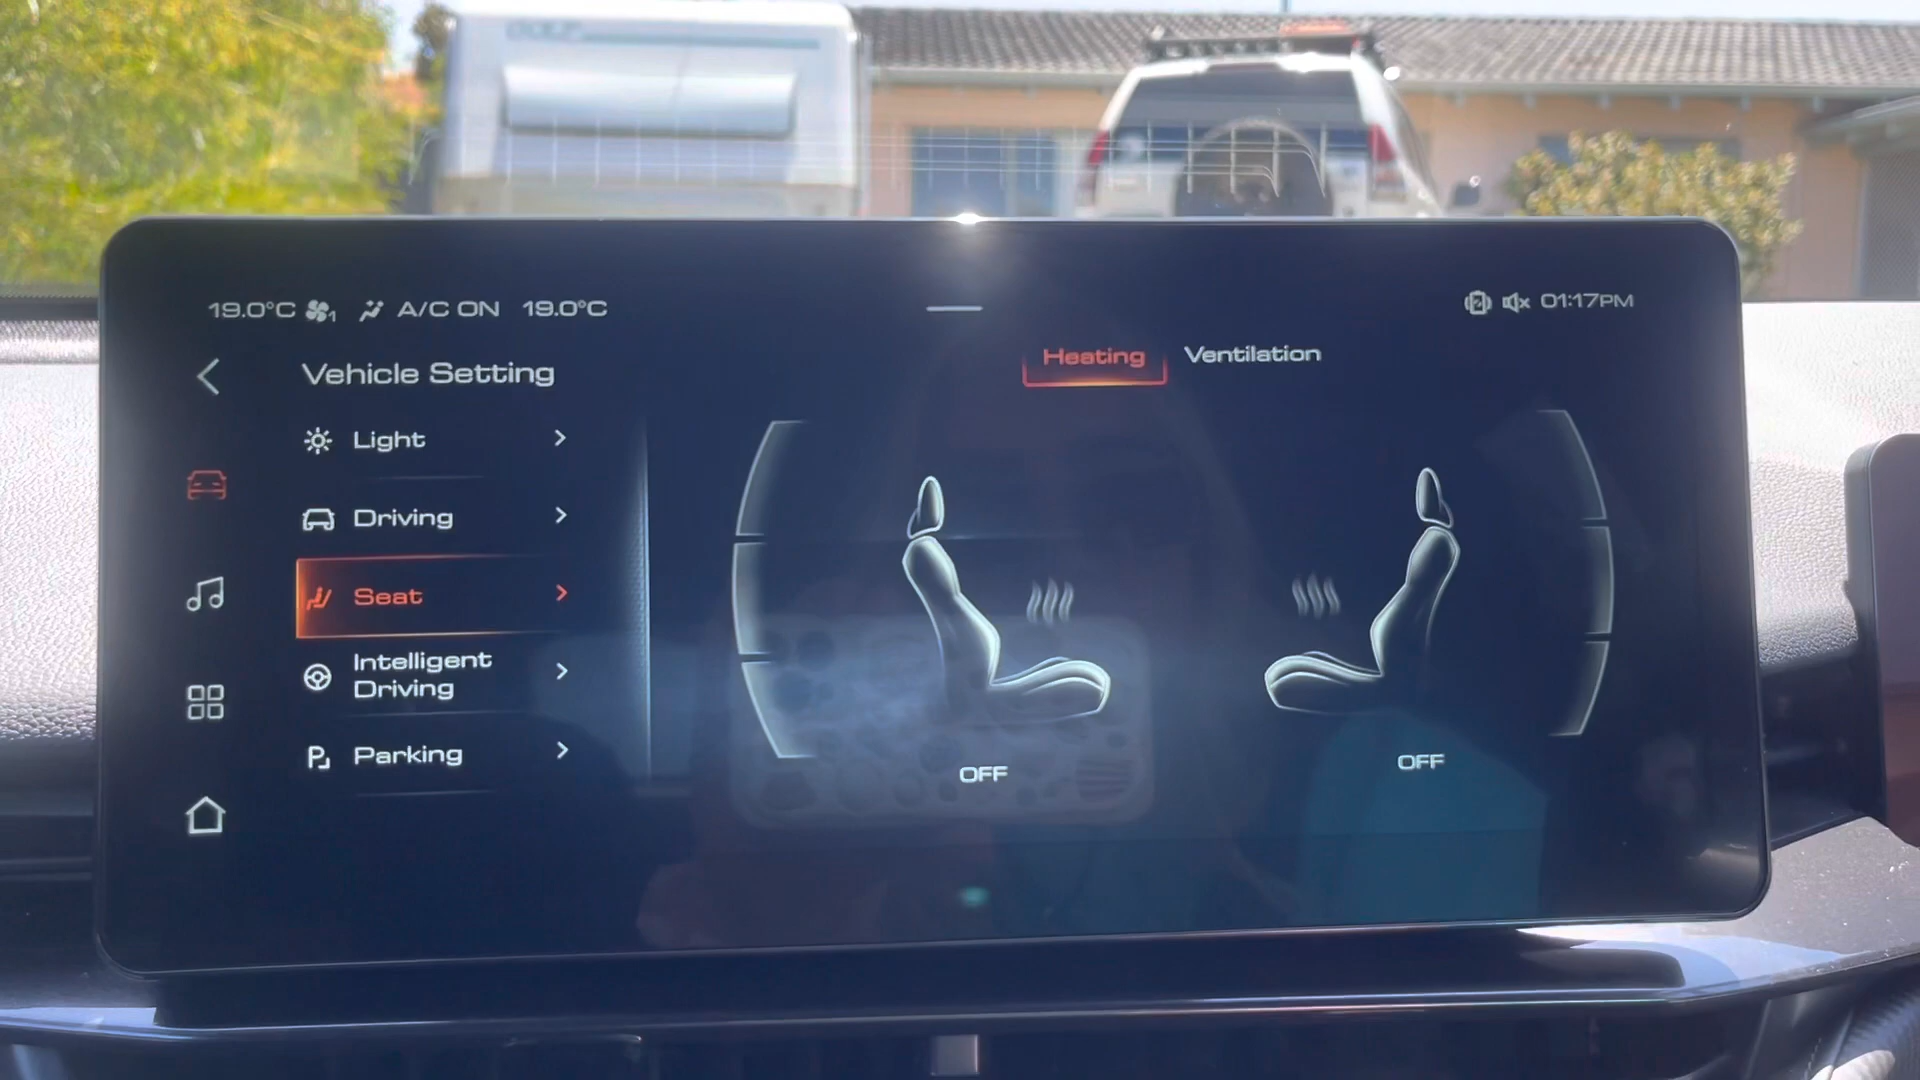 19.0°C 1 A/C ON 19.0°C
01:17PM
Vehicle Setting
Heating Ventilation
Light
Driving
Seat
Intelligent
Driving
Parking
OFF
OFF